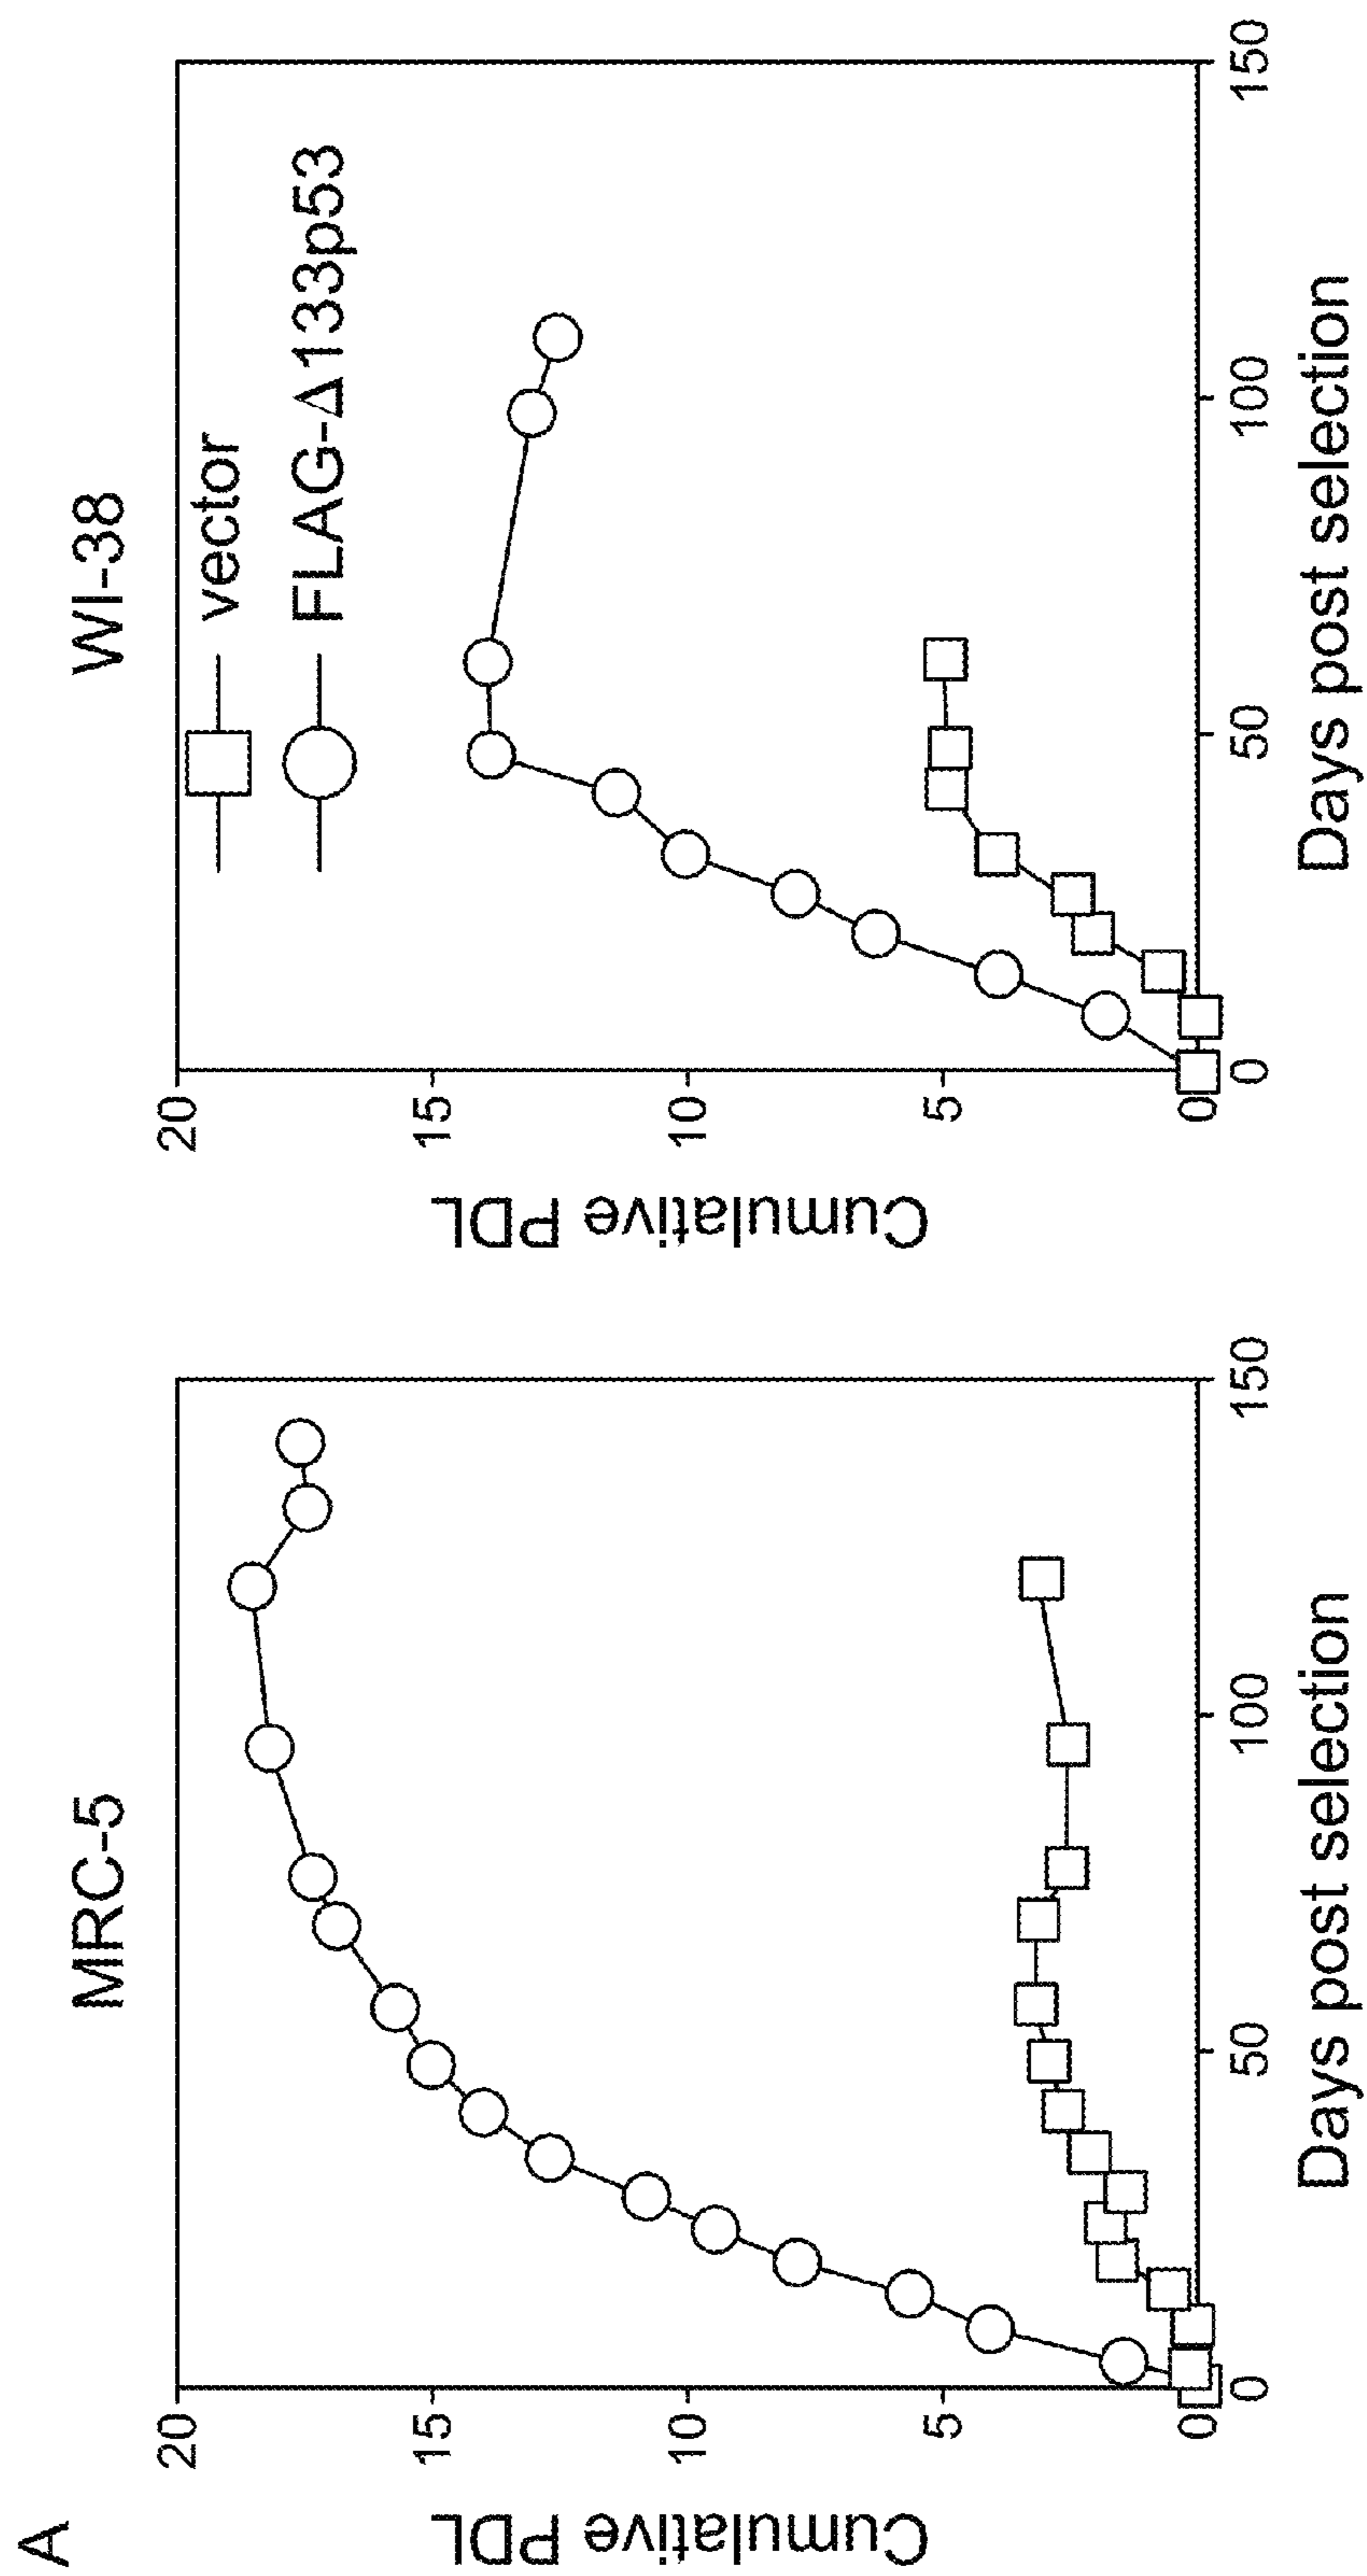 A
MRC-5
Cumulative PDL
20
15
10
5
0
0
50
100
150
Days post selection
WI-38
vector
FLAG-Δ133p53
Cumulative PDL
20
15
10
5
0
0
50
100
150
Days post selection